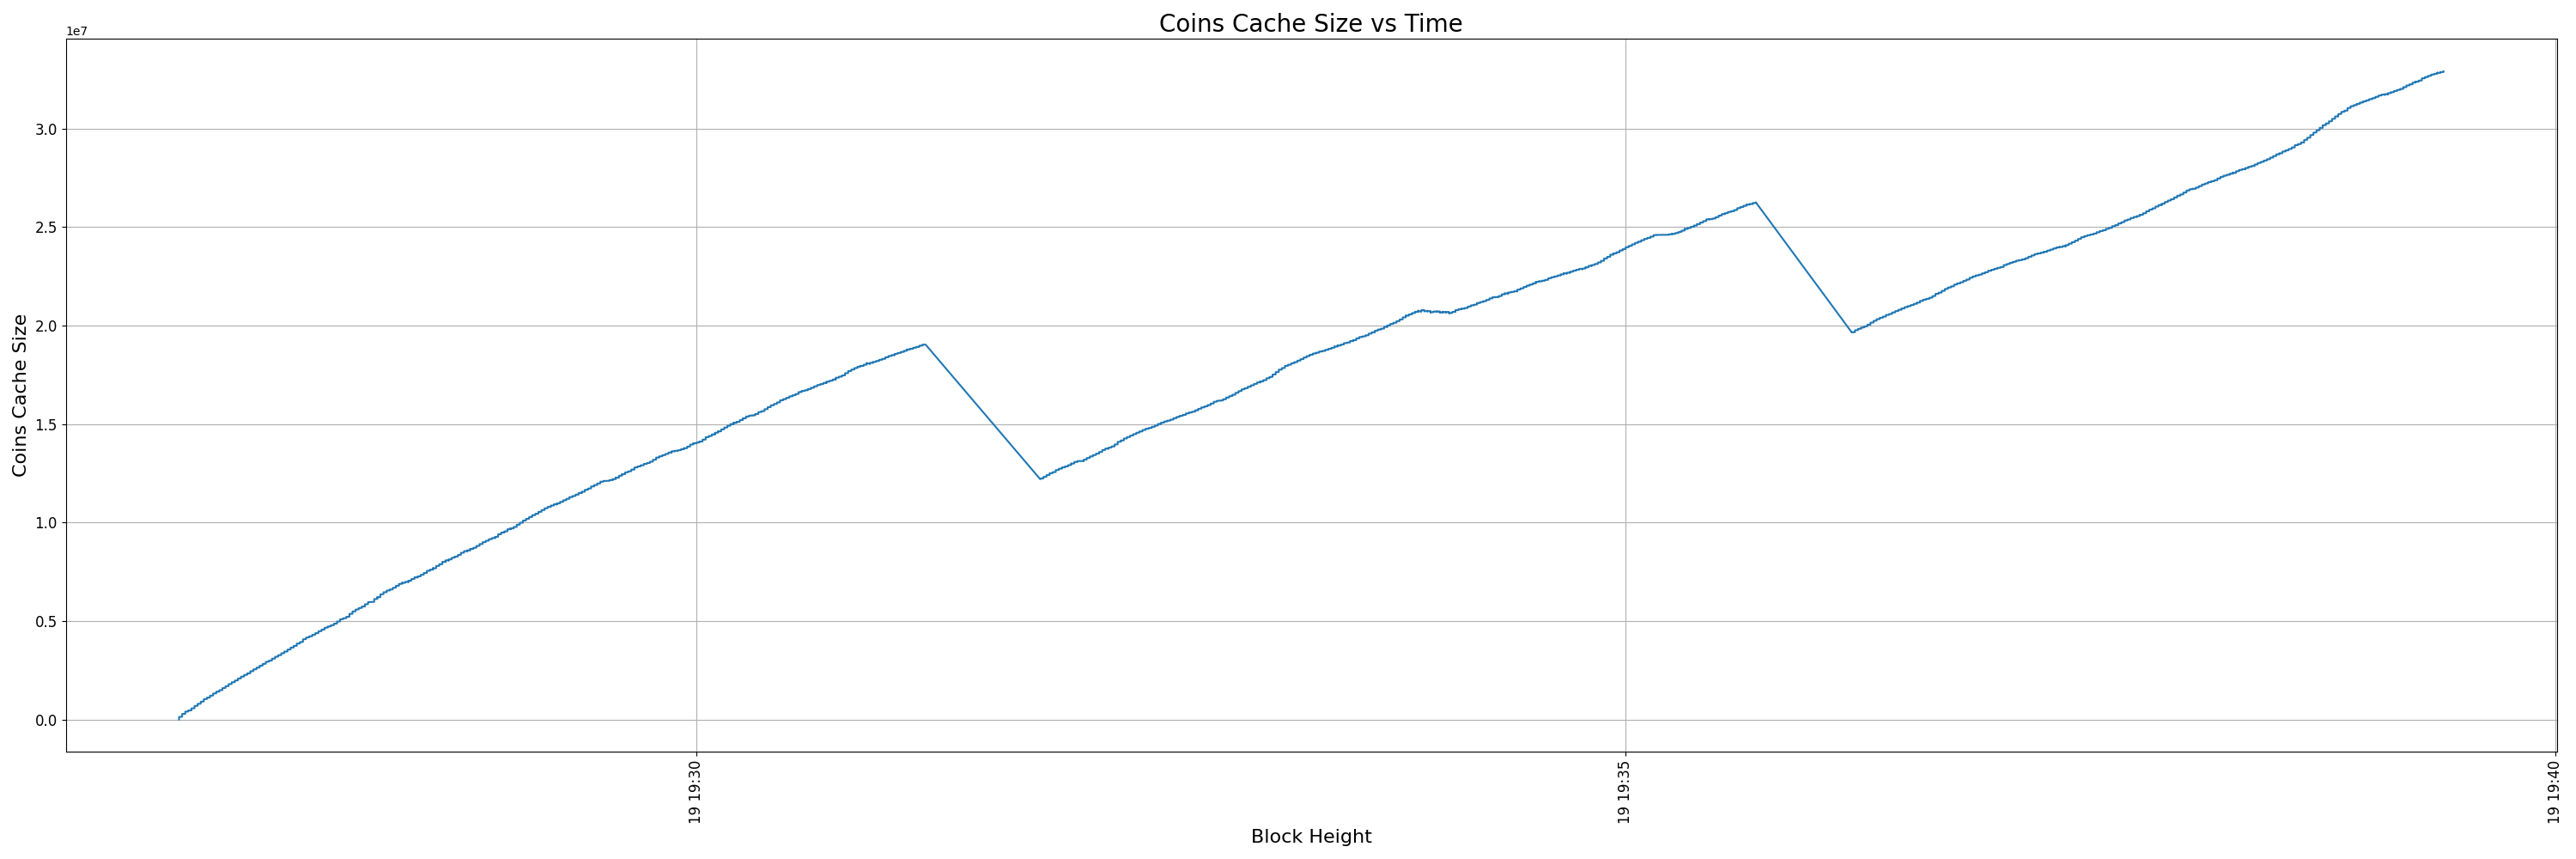 Coins Cache Size vs Time
1e7
3.0
2.5
2.0
1.5
1.0
0.5
0.0
Coins Cache Size
19 19:30
19 19:35
19 19:40
Block Height